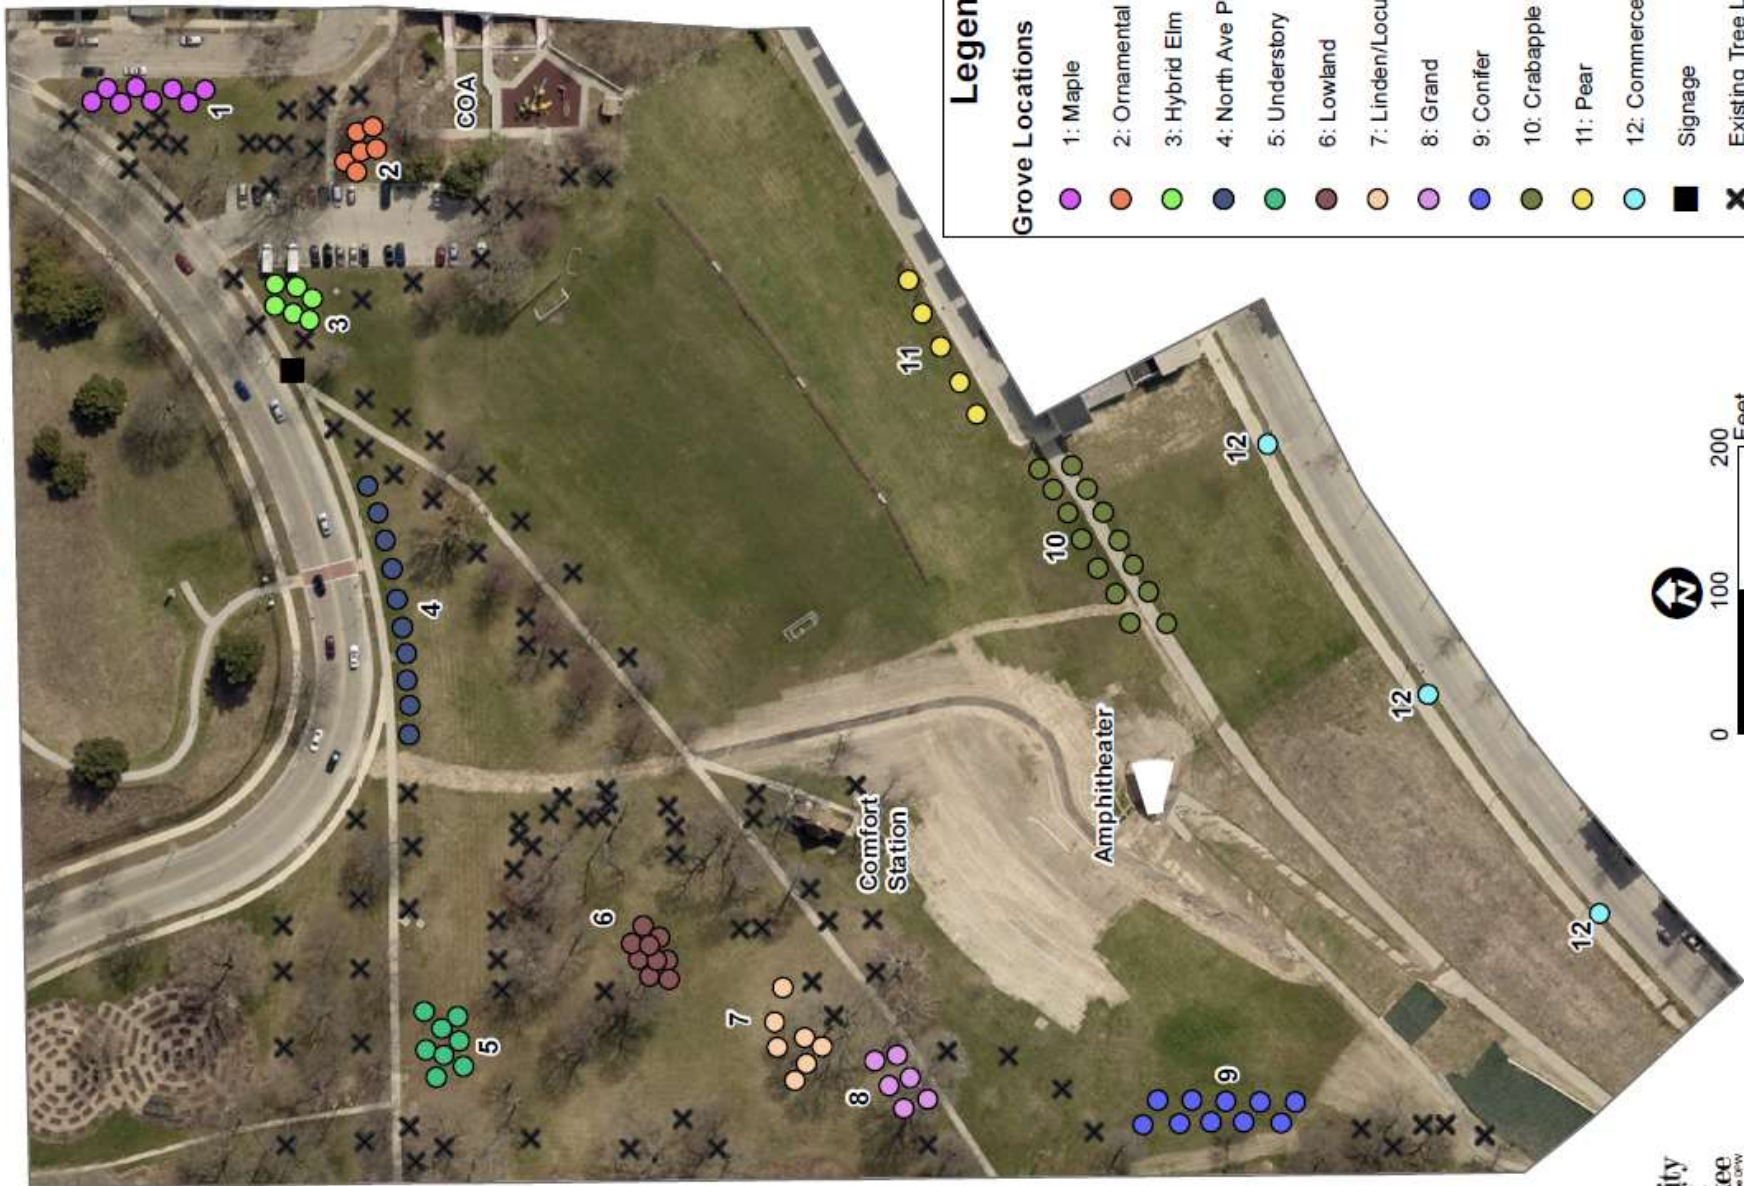 1
2
COA
3
4
5
6
7
8
9
10
11
12
12
12
Comfort
Station
Amphitheater
Grove Locations
1: Maple
2: Ornamental
3: Hybrid Elm
4: North Ave P
5: Understory
6: Lowland
7: Linden/Locu
8: Grand
9: Conifer
10: Crabapple
11: Pear
12: Commerce
Signage
Existing Tree L
N
0 100 200
Feet